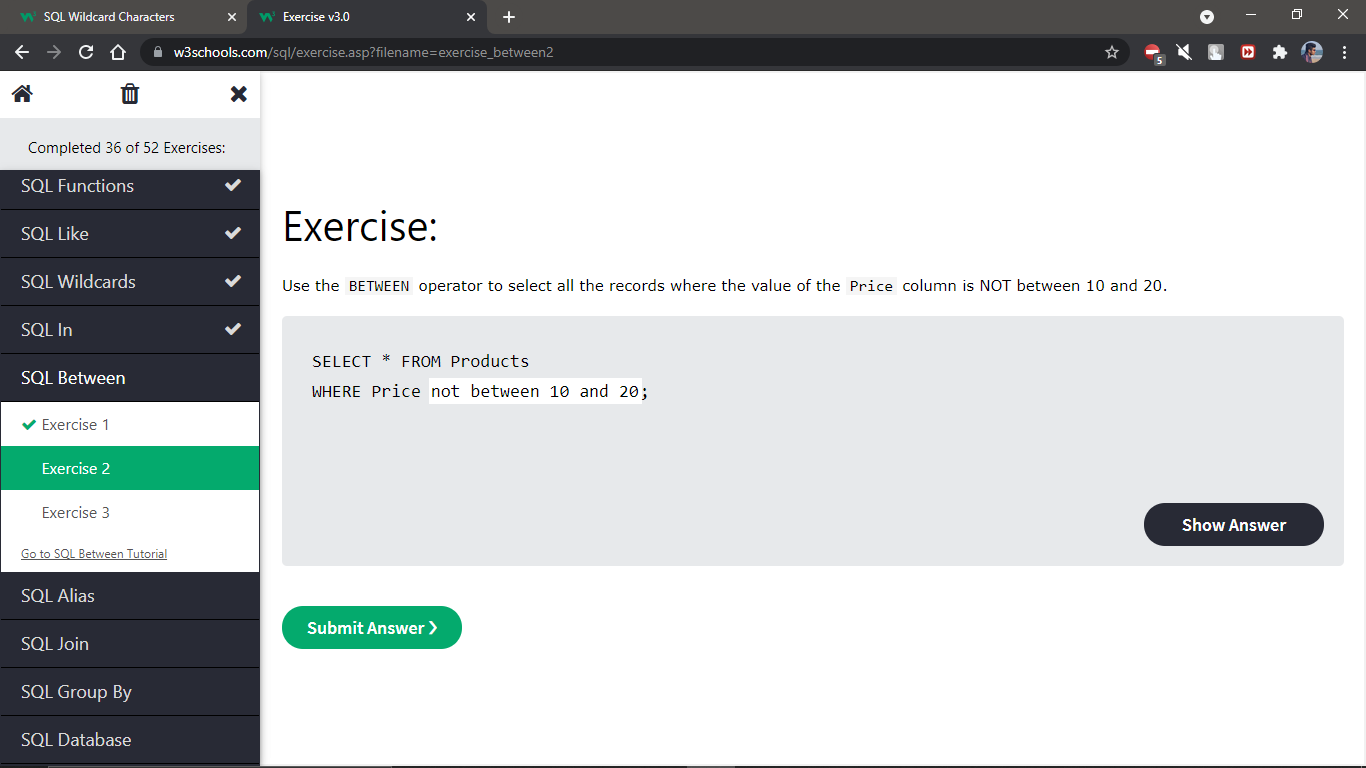 SQL Wildcard Characters
Exercise v3.0
w3schools.com/sql/exercise.asp?filename=exercise_between2
5
Completed 36 of 52 Exercises:
SQL Functions
SQL Like
SQL Wildcards
SQL In
SQL Between
Exercise 1
Exercise 2
Exercise 3
Go to SQL Between Tutorial
SQL Alias
SQL Join
SQL Group By
SQL Database
Exercise:
Use the BETWEEN operator to select all the records where the value of the Price column is NOT between 10 and 20.
SELECT * FROM Products
WHERE Price not between 10 and 20;
Show Answer
Submit Answer ❯